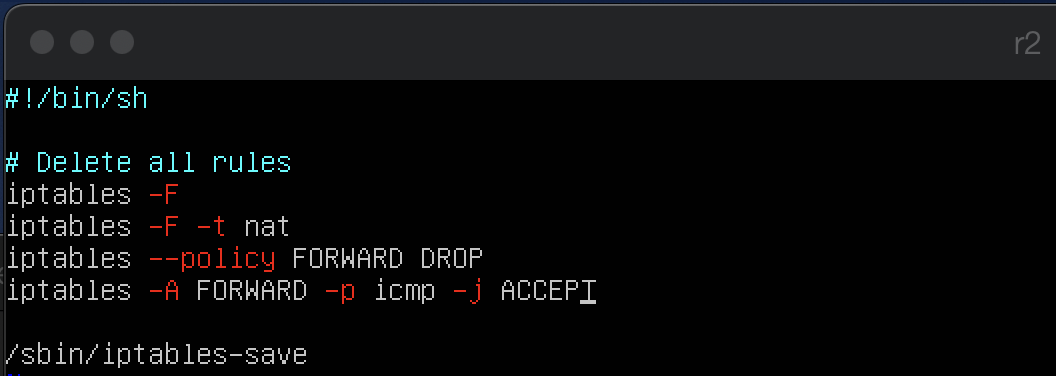 r2
#!/bin/sh
# Delete all rules
iptables -F
iptables -F -t nat
iptables --policy FORWARD DROP
iptables -A FORWARD -p icmp -j ACCEPT
/sbin/iptables-save